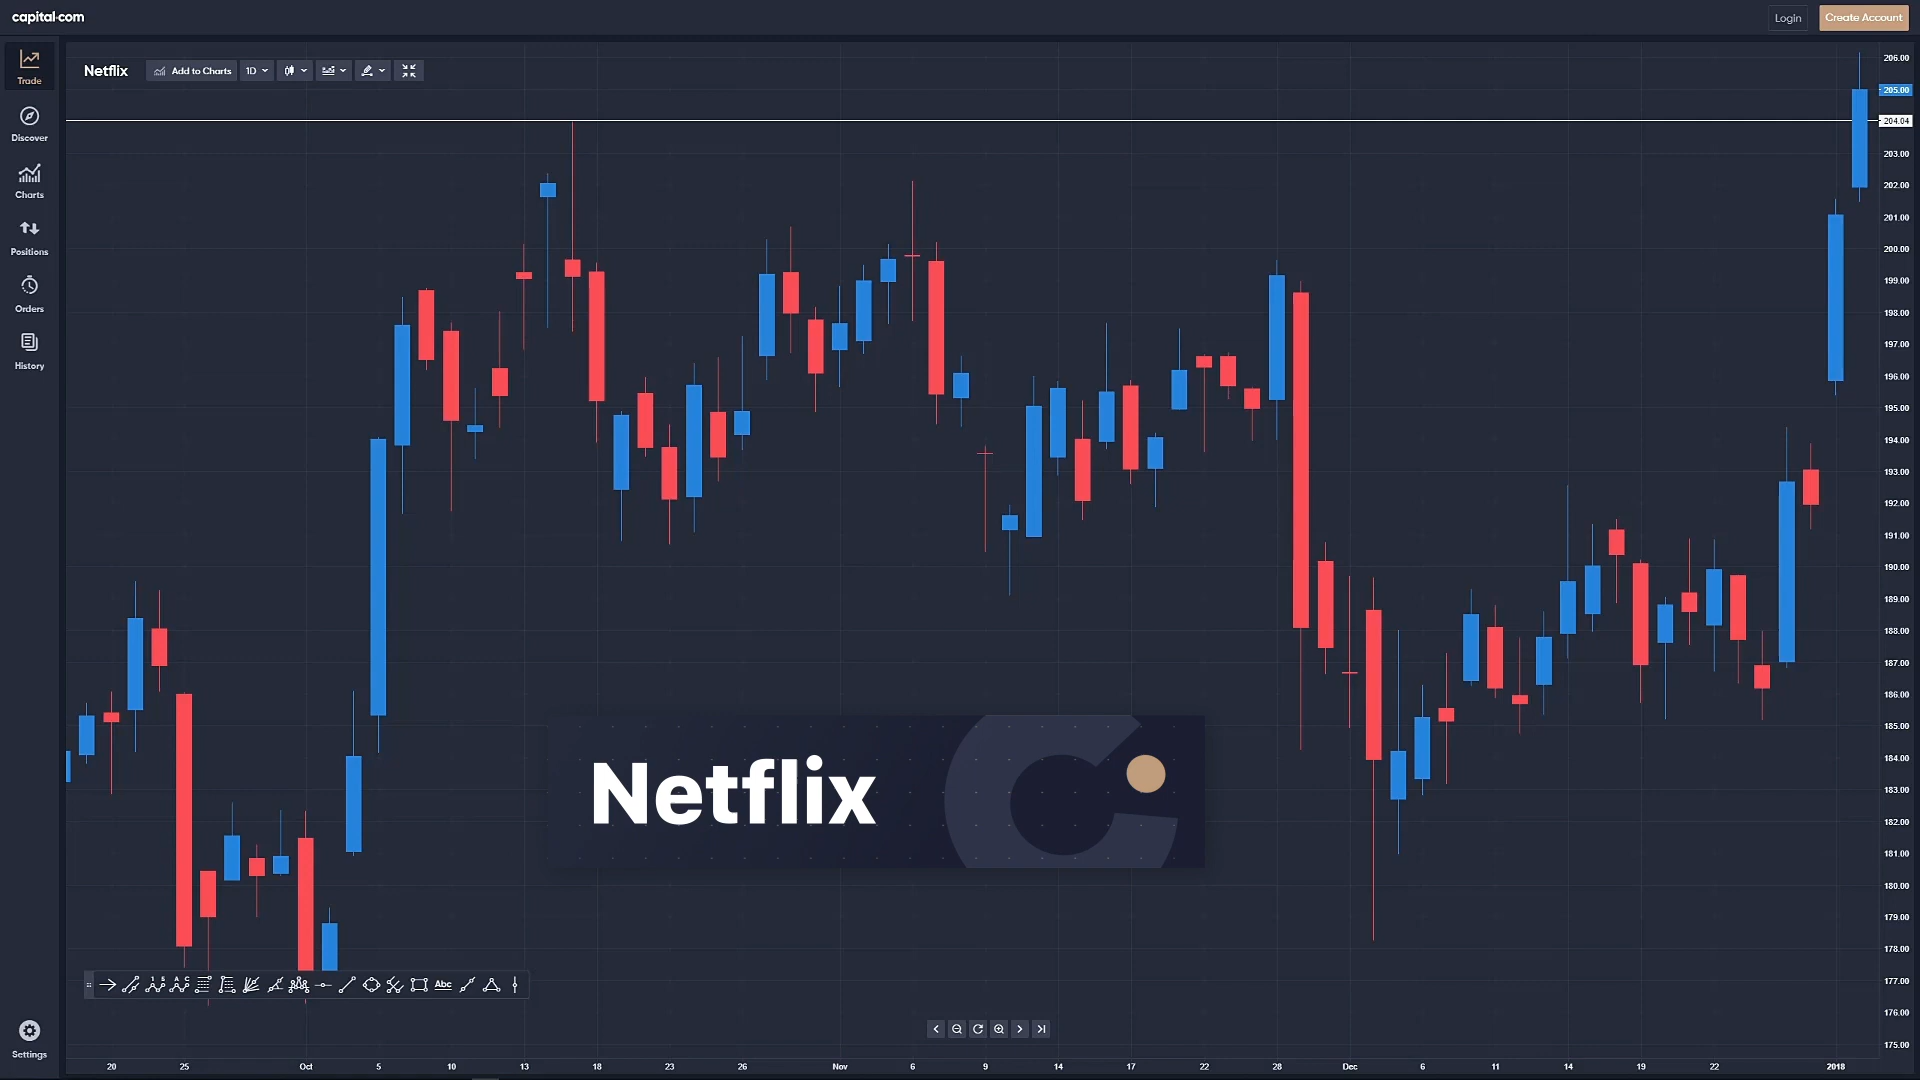 capital.com
Login
Create Account
Trade
Discover
Charts
Positions
Orders
History
Settings
Netflix
Add to Charts
1D
206.00
205.00
204.04
203.00
202.00
201.00
200.00
199.00
198.00
197.00
196.00
195.00
194.00
193.00
192.00
191.00
190.00
189.00
188.00
187.00
186.00
185.00
184.00
183.00
182.00
181.00
180.00
179.00
178.00
177.00
176.00
175.00
Netflix
Abc
20 25 Oct 5 10 13 18 23 26 Nov 6 9 14 17 22 28 Dec 6 11 14 19 22 2018